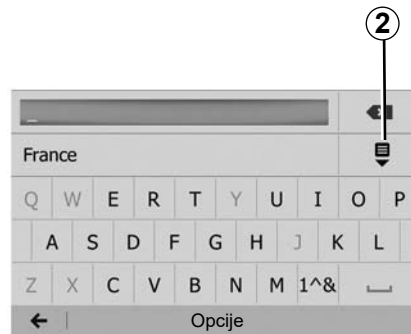 2
_
France
Q W E R T Y U I O P
A S D F G H J K L
Z X C V B N M 1^&
Opcije